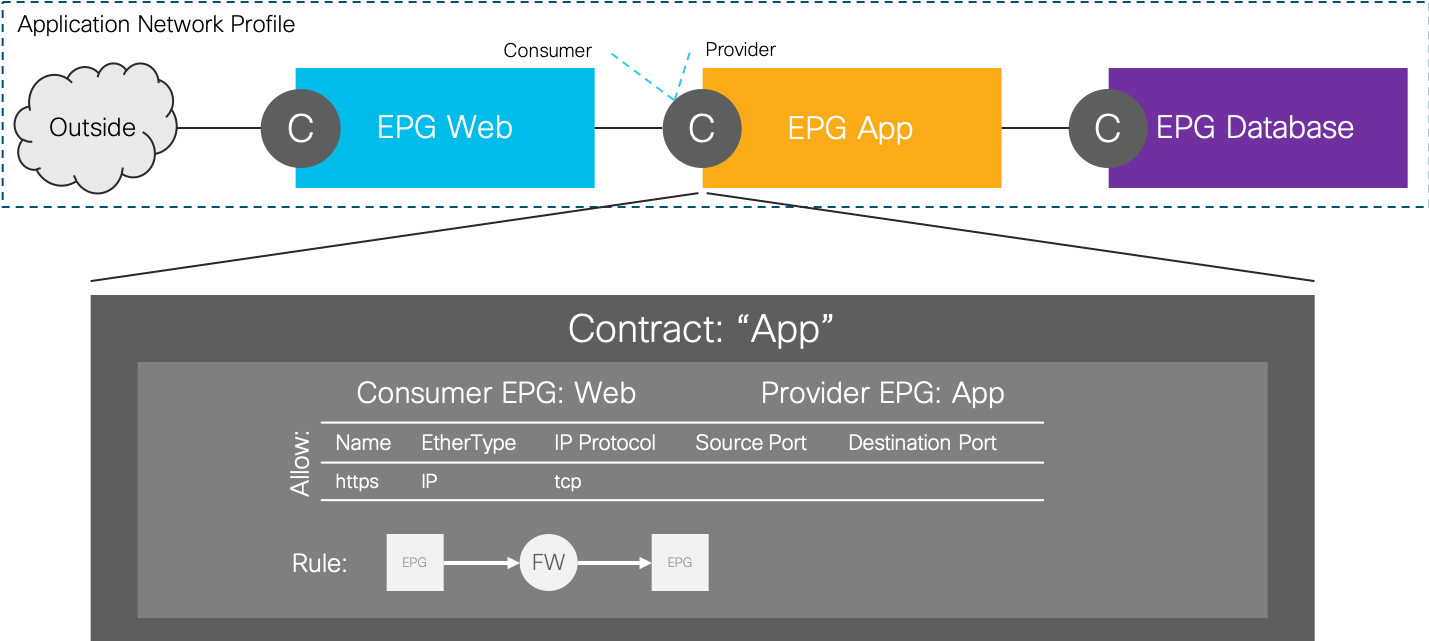 Application Network Profile
Consumer
Provider
Outside
C
EPG Web
C
EPG App
C
EPG Database
Contract: “App”
Consumer EPG: Web
Provider EPG: App
Allow:
Name EtherType IP Protocol Source Port Destination Port
https IP tcp
Rule:
EPG
FW
EPG